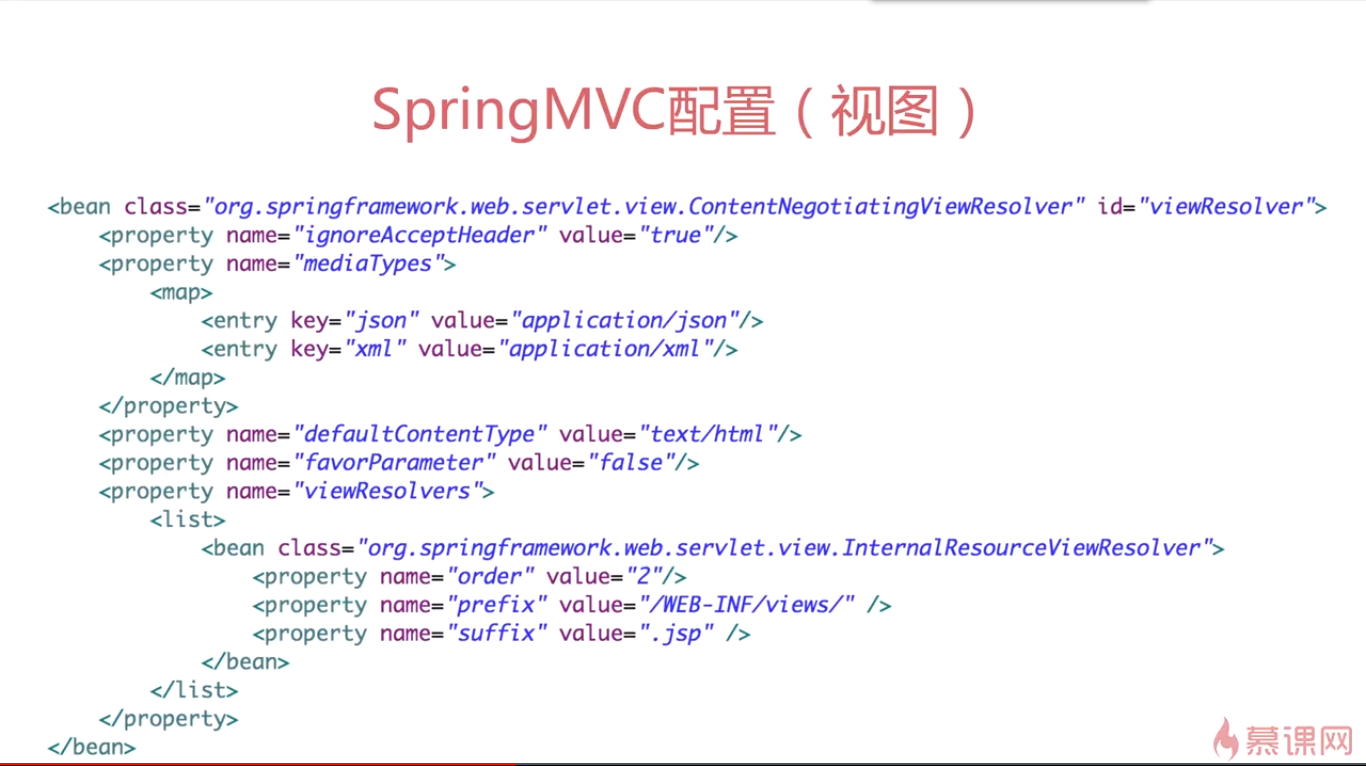 SpringMVC配置（视图）
<bean class="org.springframework.web.servlet.view.ContentNegotiatingViewResolver" id="viewResolver">
    <property name="ignoreAcceptHeader" value="true"/>
    <property name="mediaTypes">
        <map>
            <entry key="json" value="application/json"/>
            <entry key="xml" value="application/xml"/>
        </map>
    </property>
    <property name="defaultContentType" value="text/html"/>
    <property name="favorParameter" value="false"/>
    <property name="viewResolvers">
        <list>
            <bean class="org.springframework.web.servlet.view.InternalResourceViewResolver">
                <property name="order" value="2"/>
                <property name="prefix" value="/WEB-INF/views/" />
                <property name="suffix" value=".jsp" />
            </bean>
        </list>
    </property>
</bean>
慕课网